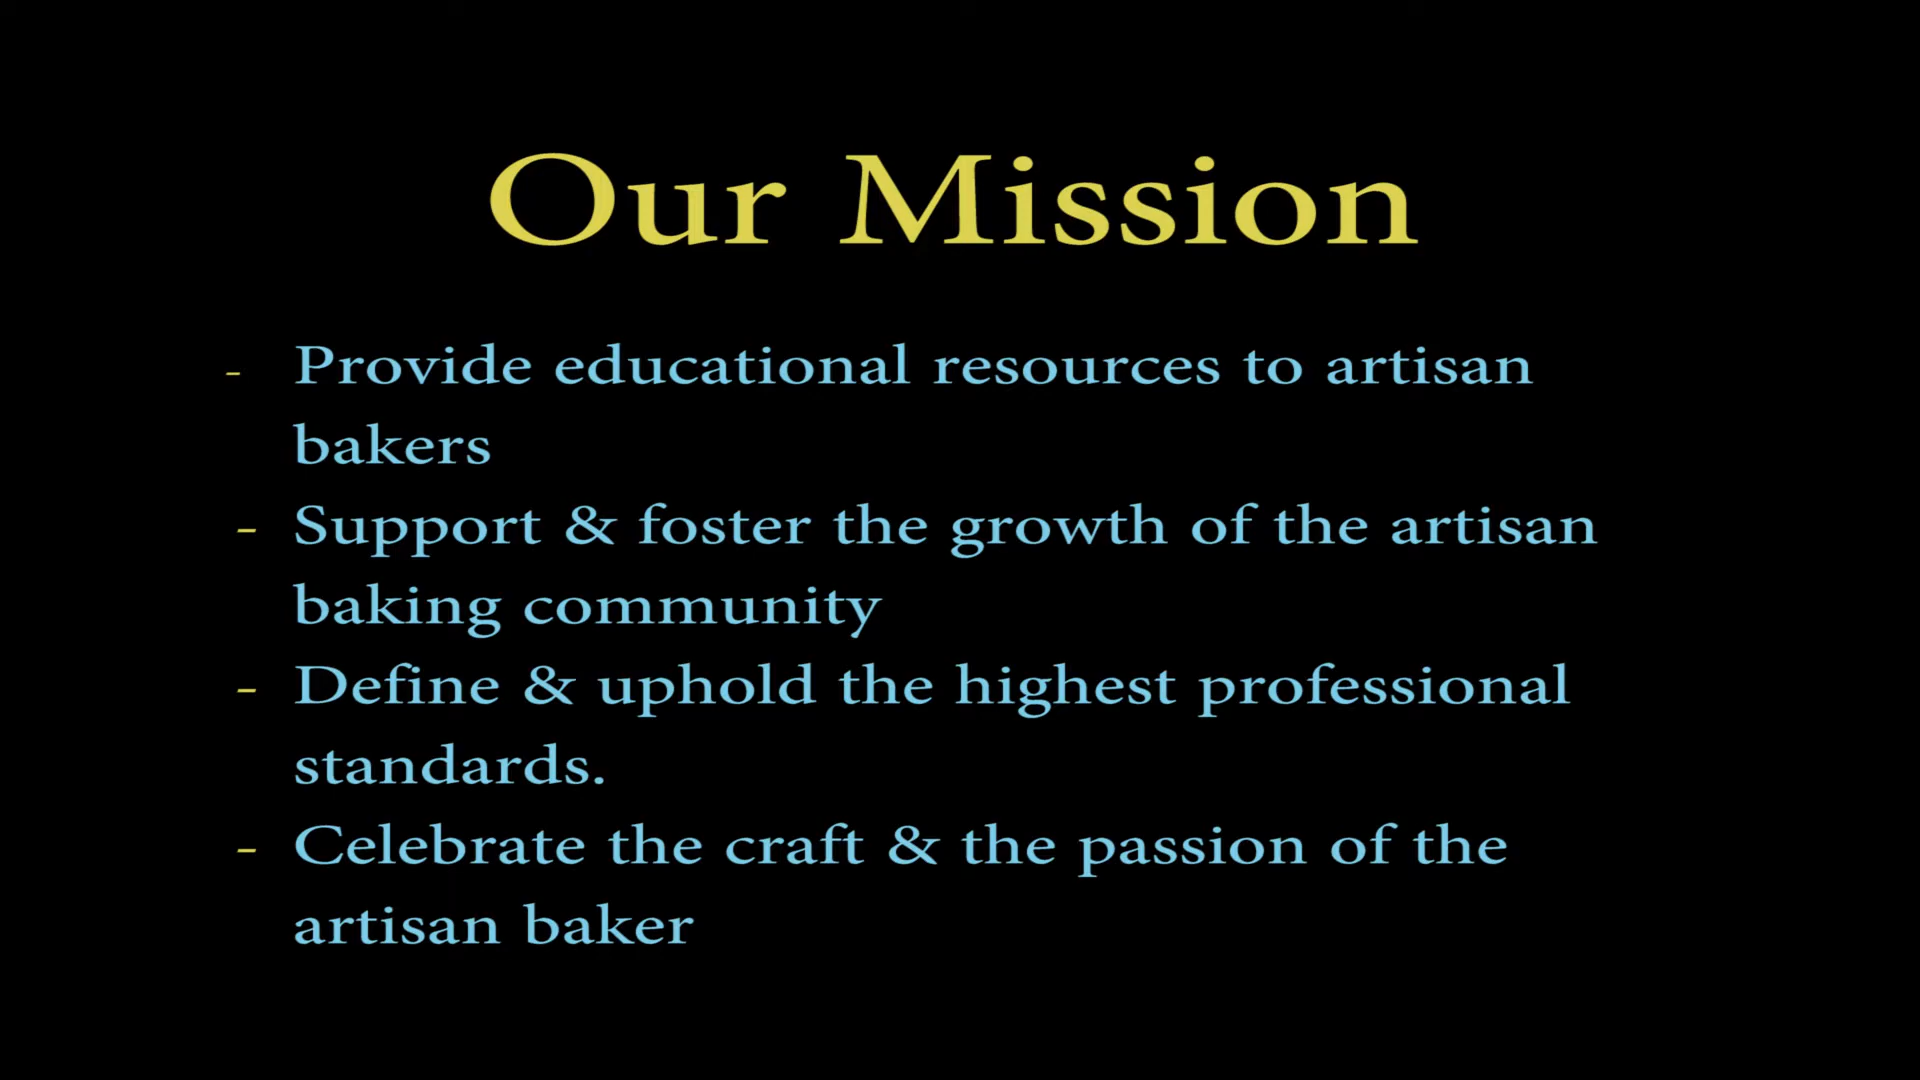 Our Mission
- Provide educational resources to artisan
bakers
- Support & foster the growth of the artisan
baking community
- Define & uphold the highest professional
standards.
- Celebrate the craft & the passion of the
artisan baker